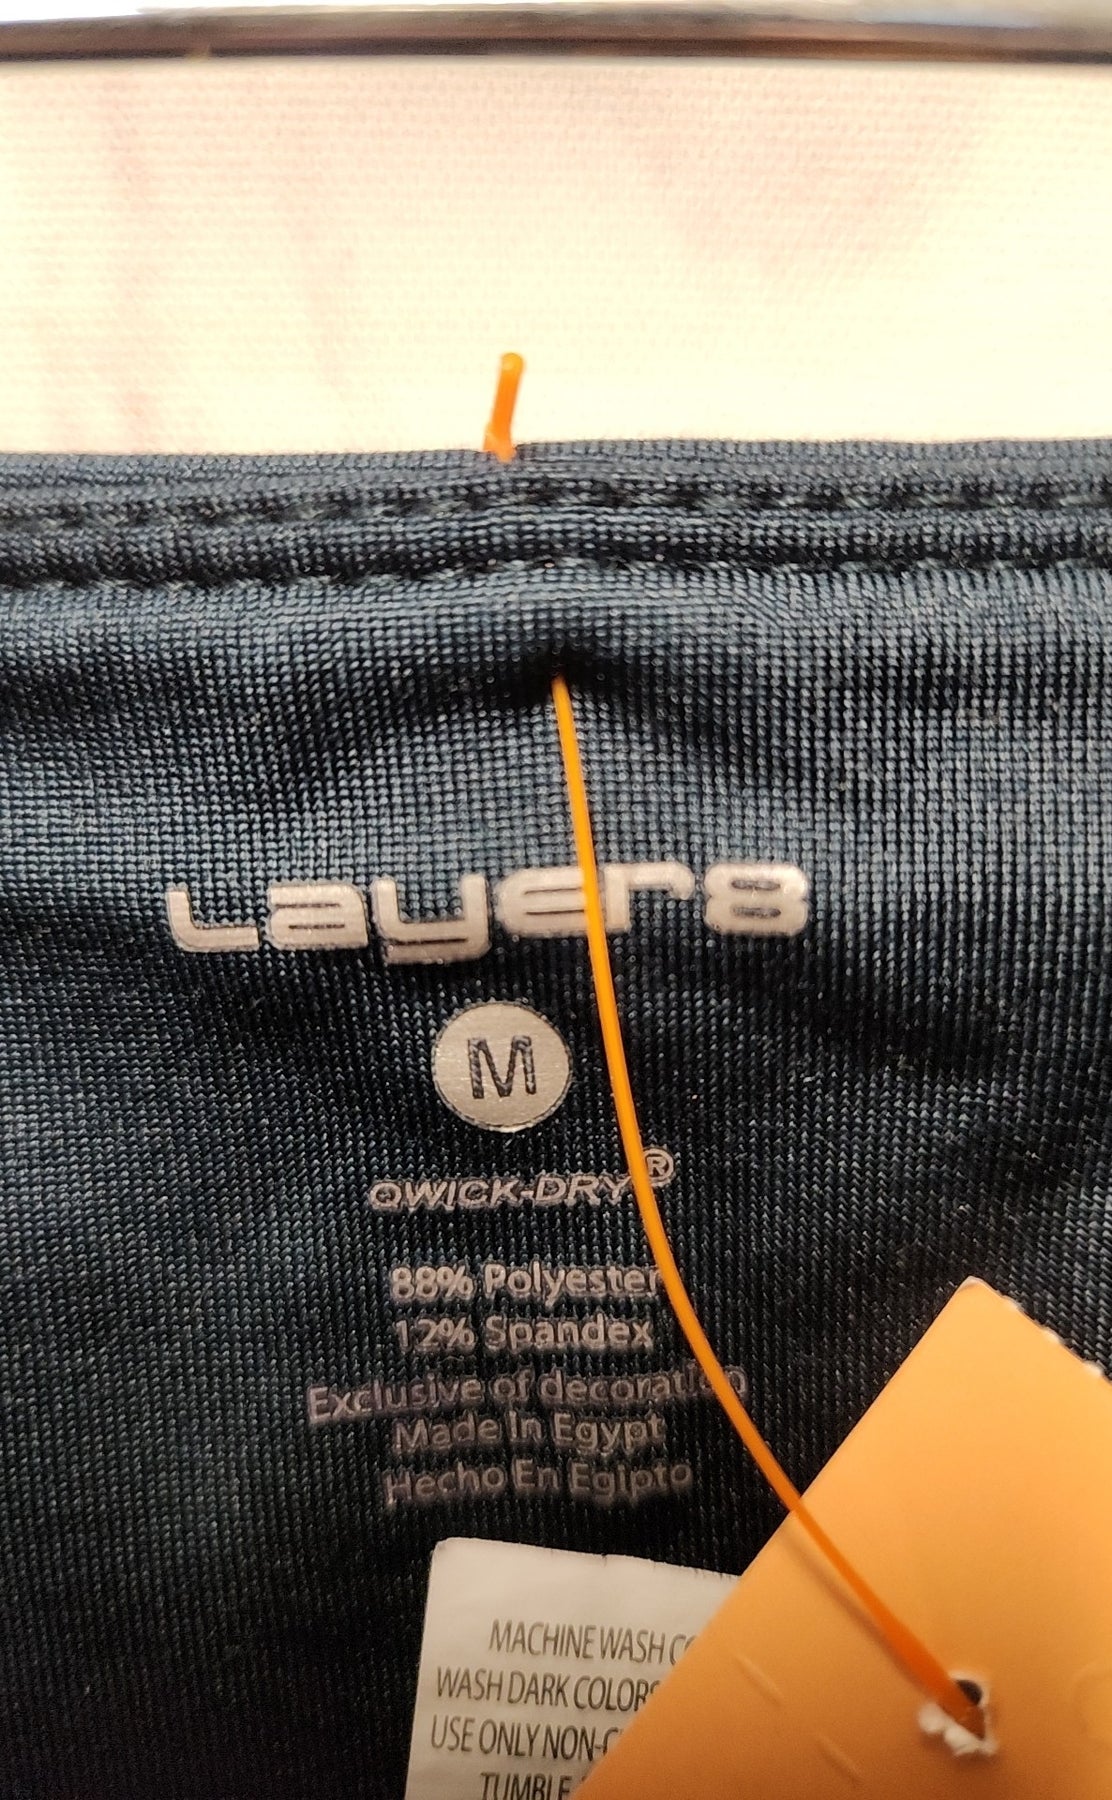 Layer8
M
QWICK-DRY®
88% Polyester
12% Spandex
Exclusive of decoration
Made In Egypt
Hecho En Egipto
MACHINE WASH
WASH DARK COLORS
USE ONLY NON-
TUMBLE